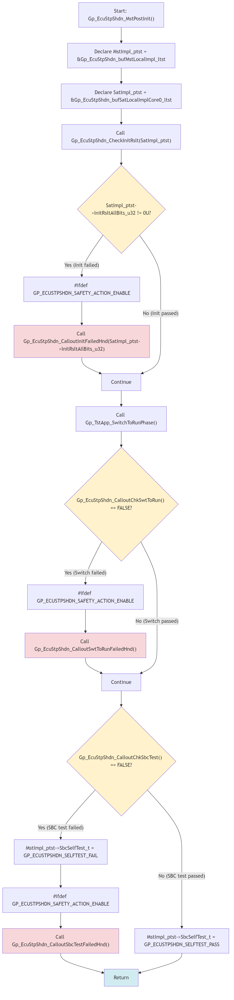 Start:
Gp_EcuStpShdn_MstPostInit()
Declare MstImpl_ptst =
&Gp_EcuStpShdn_bufMstLocalImpl_ltst
Declare SatImpl_ptst =
&Gp_EcuStpShdn_bufSatLocalImplCore0_ltst
Call
Gp_EcuStpShdn_CheckInitRslt(SatImpl_ptst)
SatImpl_ptst-
>InitRsltAllBits_u32 != 0U?
Yes (Init failed)
#ifdef
GP_ECUSTPSHDN_SAFETY_ACTION_ENABLE
No (Init passed)
Call
Gp_EcuStpShdn_CalloutInitFailedHnd(SatImpl_ptst-
>InitRsltAllBits_u32)
Continue
Call
Gp_TstApp_SwitchToRunPhase()
Gp_EcuStpShdn_CalloutChkSwtToRun()
== FALSE?
Yes (Switch failed)
#ifdef
GP_ECUSTPSHDN_SAFETY_ACTION_ENABLE
No (Switch passed)
Call
Gp_EcuStpShdn_CalloutSwtToRunFailedHnd()
Continue
Gp_EcuStpShdn_CalloutChkSbcTest()
== FALSE?
Yes (SBC test failed)
MstImpl_ptst->SbcSelfTest_t =
GP_ECUSTPSHDN_SELFTEST_FAIL
No (SBC test passed)
#ifdef
GP_ECUSTPSHDN_SAFETY_ACTION_ENABLE
Call
Gp_EcuStpShdn_CalloutSbcTestFailedHnd()
MstImpl_ptst->SbcSelfTest_t =
GP_ECUSTPSHDN_SELFTEST_PASS
Return